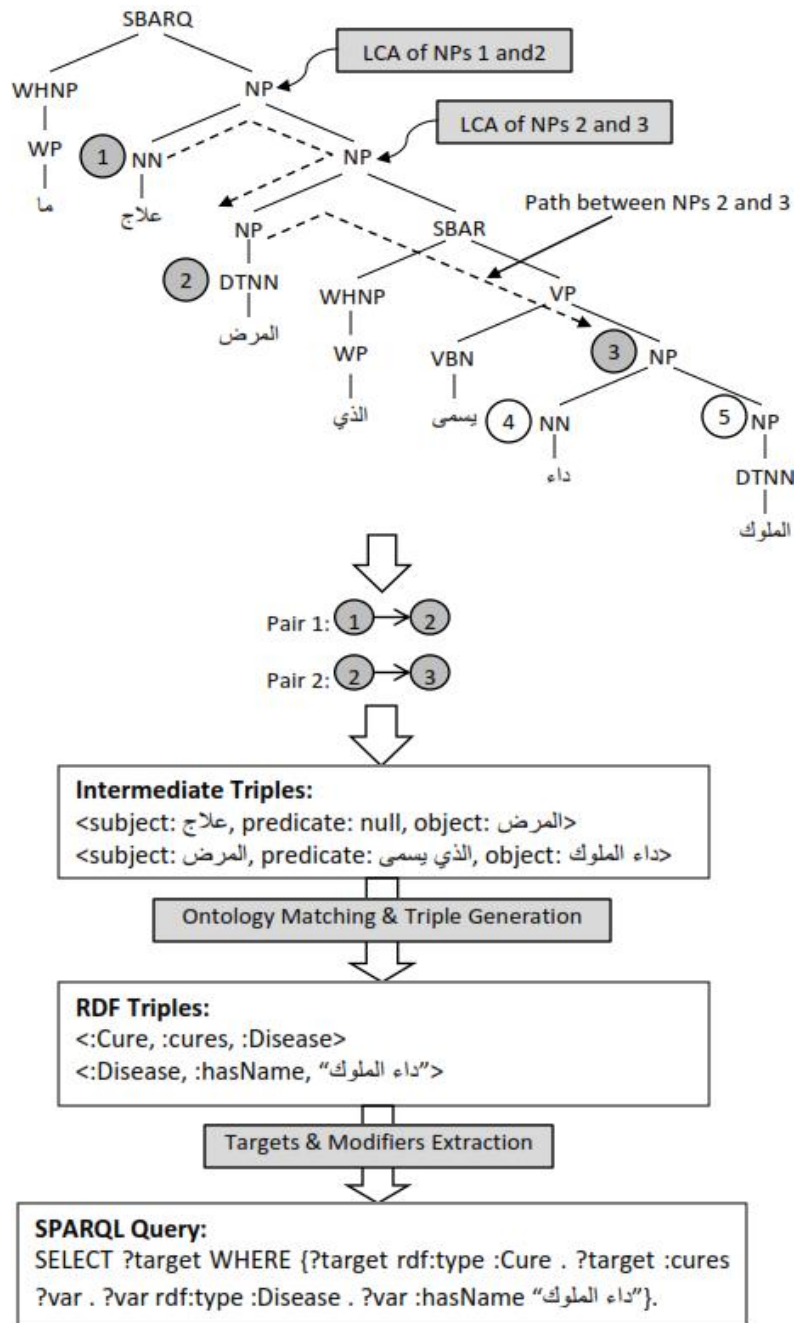 SBARQ
LCA of NPs 1 and2
WHNP NP
LCA of NPs 2 and 3
WP 1 NN NP
ما علاج
Path between NPs 2 and 3
NP SBAR
2 DTNN WHNP VP
المرض WP VBN 3 NP
الذي يسمى 4 NN 5 NP
داء DTNN
الملوك
Pair 1: 1 2
Pair 2: 2 3
Intermediate Triples:
<subject: علاج, predicate: null, object: المرض>
<subject: المرض, predicate: الذي يسمى, object: داء الملوك>
Ontology Matching & Triple Generation
RDF Triples:
<:Cure, :cures, :Disease>
<:Disease, :hasName, “داء الملوك”>
Targets & Modifiers Extraction
SPARQL Query:
SELECT ?target WHERE {?target rdf:type :Cure . ?target :cures
?var . ?var rdf:type :Disease . ?var :hasName “داء الملوك”}.